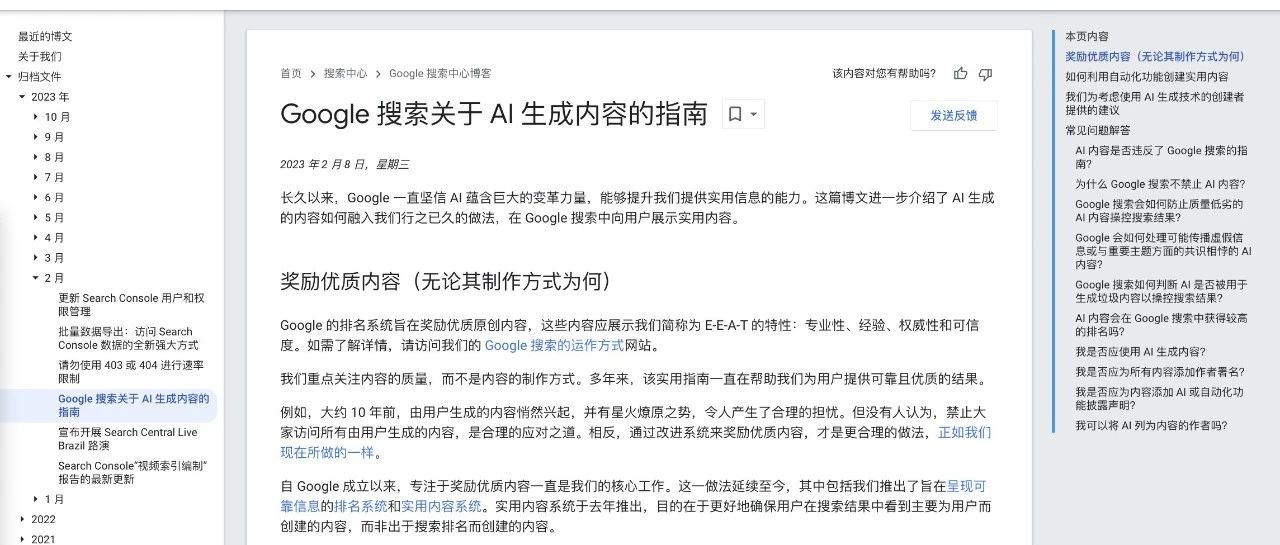 最近的博文
关于我们
归档文件
2023 年
10 月
9 月
8 月
7 月
6 月
5 月
4 月
3 月
2 月
更新 Search Console 用户和权
限管理
批量数据导出：访问 Search
Console 数据的全新强大方式
请勿使用 403 或 404 进行速率
限制
Google 搜索关于 AI 生成内容的
指南
宣布开展 Search Central Live
Brazil 路演
Search Console“视频索引编制”
报告的最新更新
1 月
2022
2021
首页 > 搜索中心 > Google 搜索中心博客
该内容对您有帮助吗?
Google 搜索关于 AI 生成内容的指南
发送反馈
2023 年 2 月 8 日，星期三
长久以来，Google 一直坚信 AI 蕴含巨大的变革力量，能够提升我们提供实用信息的能力。这篇博文进一步介绍了 AI 生成
的内容如何融入我们行之已久的做法，在 Google 搜索中向用户展示实用内容。
奖励优质内容（无论其制作方式为何）
Google 的排名系统旨在奖励优质原创内容，这些内容应展示我们简称为 E-E-A-T 的特性：专业性、经验、权威性和可信
度。如需了解详情，请访问我们的 Google 搜索的运作方式网站。
我们重点关注内容的质量，而不是内容的制作方式。多年来，该实用指南一直在帮助我们为用户提供可靠且优质的结果。
例如，大约 10 年前，由用户生成的内容悄然兴起，并有星火燎原之势，令人产生了合理的担忧。但没有人认为，禁止大
家访问所有由用户生成的内容，是合理的应对之道。相反，通过改进系统来奖励优质内容，才是更合理的做法，正如我们
现在所做的一样。
自 Google 成立以来，专注于奖励优质内容一直是我们的核心工作。这一做法延续至今，其中包括我们推出了旨在呈现可
靠信息的排名系统和实用内容系统。实用内容系统于去年推出，目的在于更好地确保用户在搜索结果中看到主要为用户而
创建的内容，而非出于搜索排名而创建的内容。
本页内容
奖励优质内容（无论其制作方式为何）
如何利用自动化功能创建实用内容
我们为考虑使用 AI 生成技术的创建者
提供的建议
常见问题解答
AI 内容是否违反了 Google 搜索的指
南?
为什么 Google 搜索不禁止 AI 内容?
Google 搜索会如何防止质量低劣的
AI 内容操控搜索结果?
Google 会如何处理可能传播虚假信
息或与重要主题方面的共识相悖的 AI
内容?
Google 搜索如何判断 AI 是否被用于
生成垃圾内容以操控搜索结果?
AI 内容会在 Google 搜索中获得较高
的排名吗?
我是否应使用 AI 生成内容?
我是否应为所有内容添加作者署名?
我是否应为内容添加 AI 或自动化功
能披露声明?
我可以将 AI 列为内容的作者吗?